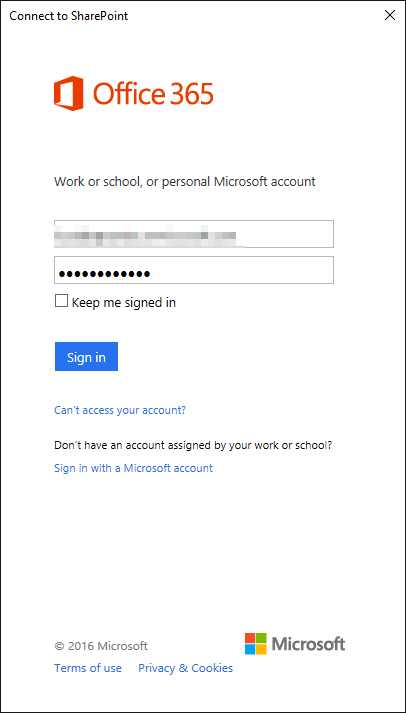 Connect to SharePoint
Office 365
Work or school, or personal Microsoft account
●●●●●●●●●●●●
Keep me signed in
Sign in
Can't access your account?
Don't have an account assigned by your work or school?
Sign in with a Microsoft account
© 2016 Microsoft
Microsoft
Terms of use Privacy & Cookies